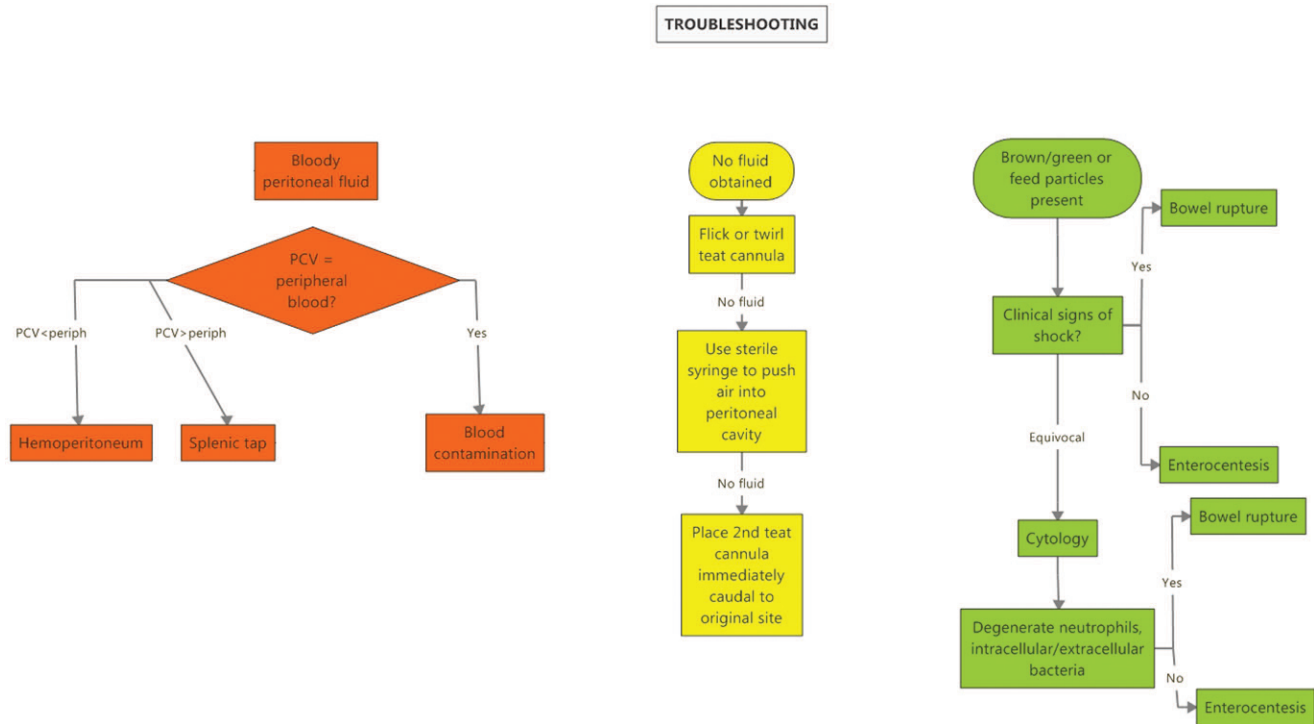 TROUBLESHOOTING
Bloody
peritoneal fluid
PCV =
peripheral
blood?
PCV<periph
PCV>periph
Yes
Hemoperitoneum
Splenic tap
Blood
contamination
No fluid
obtained
Flick or twirl
teat cannula
No fluid
Use sterile
syringe to push
air into
peritoneal
cavity
No fluid
Place 2nd teat
cannula
immediately
caudal to
original site
Brown/green or
feed particles
present
Bowel rupture
Yes
Clinical signs of
shock?
No
Equivocal
Enterocentesis
Cytology
Bowel rupture
Yes
Degenerate neutrophils,
intracellular/extracellular
bacteria
No
Enterocentesis